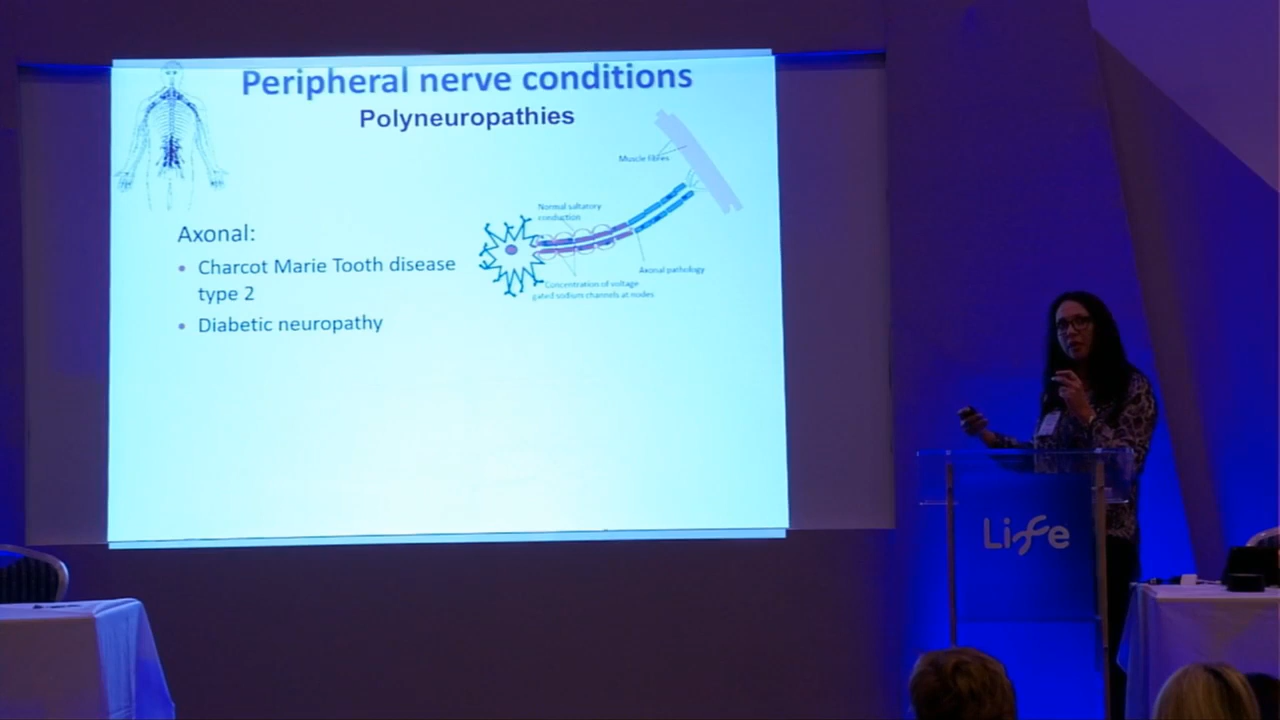 Peripheral nerve conditions
Polyneuropathies
Muscle fibres
Normal saltatory
conduction
Axonal:
• Charcot Marie Tooth disease
type 2
• Diabetic neuropathy
Axonal pathology
Concentration of voltage
gated sodium channels at nodes
Life